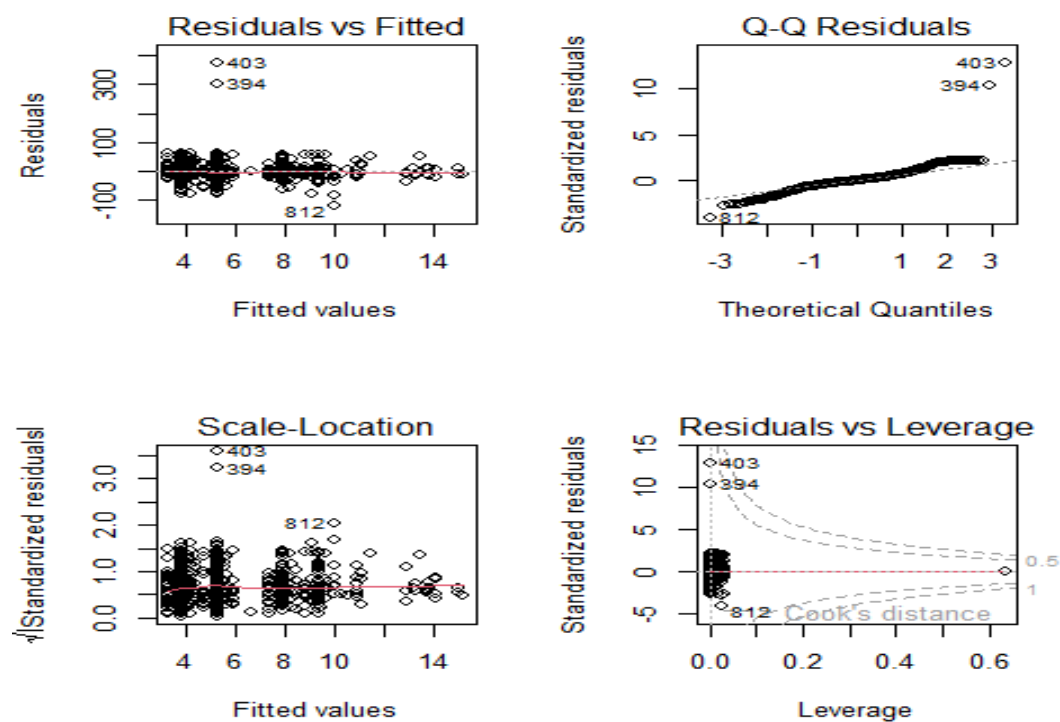 Residuals vs Fitted
Residuals
300
100
-100
403
394
812
4 6 8 10 14
Fitted values
Q-Q Residuals
Standardized residuals
10
5
0
403
394
812
-3 -1 1 2 3
Theoretical Quantiles
Scale-Location
√|Standardized residuals|
3.0
2.0
1.0
0.0
403
394
812
4 6 8 10 14
Fitted values
Residuals vs Leverage
Standardized residuals
15
10
5
0
-5
403
394
812
0.5
1
Cook's distance
0.0 0.2 0.4 0.6
Leverage